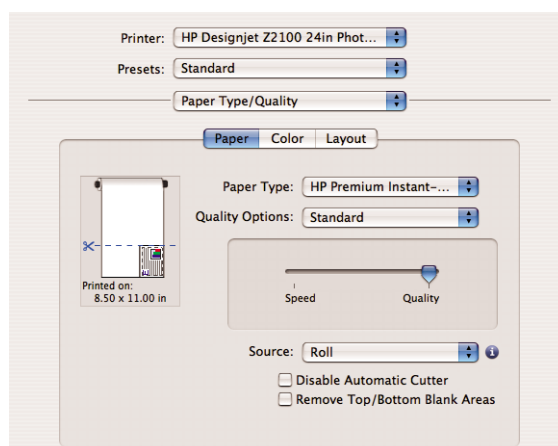 Printer: HP Designjet Z2100 24in Phot...
Presets: Standard
Paper Type/Quality
Paper Color Layout
Paper Type: HP Premium Instant-...
Quality Options: Standard
Printed on:
8.50 x 11.00 in
Speed Quality
Source: Roll
Disable Automatic Cutter
Remove Top/Bottom Blank Areas